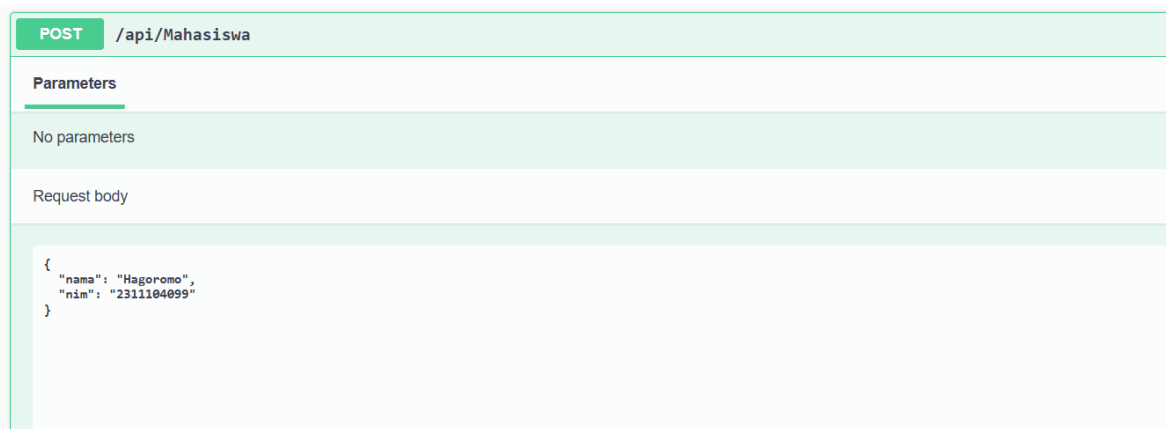 POST /api/Mahasiswa
Parameters
No parameters
Request body
{
  "nama": "Hagoromo",
  "nim": "2311104099"
}